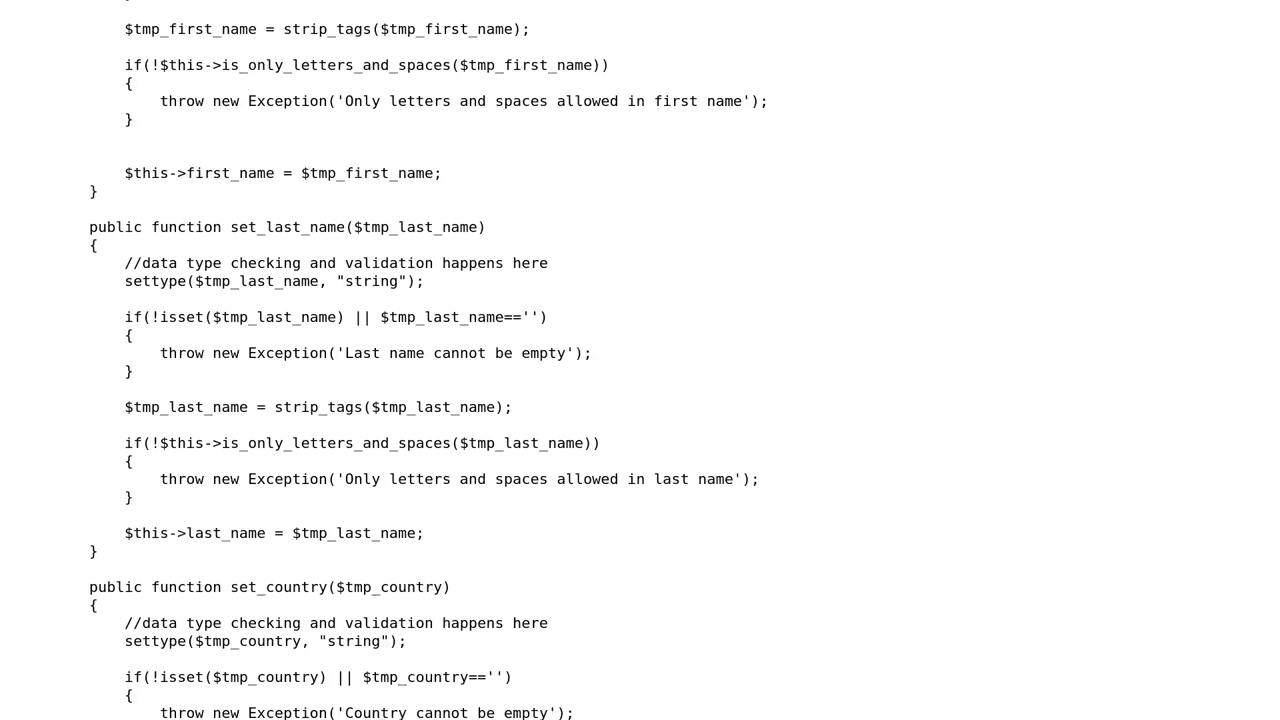 $tmp_first_name = strip_tags($tmp_first_name);
if(!$this->is_only_letters_and_spaces($tmp_first_name))
{
throw new Exception('Only letters and spaces allowed in first name');
}
$this->first_name = $tmp_first_name;
}
public function set_last_name($tmp_last_name)
{
//data type checking and validation happens here
settype($tmp_last_name, "string");
if(!isset($tmp_last_name) || $tmp_last_name=='')
{
throw new Exception('Last name cannot be empty');
}
$tmp_last_name = strip_tags($tmp_last_name);
if(!$this->is_only_letters_and_spaces($tmp_last_name))
{
throw new Exception('Only letters and spaces allowed in last name');
}
$this->last_name = $tmp_last_name;
}
public function set_country($tmp_country)
{
//data type checking and validation happens here
settype($tmp_country, "string");
if(!isset($tmp_country) || $tmp_country=='')
{
throw new Exception('Country cannot be empty');